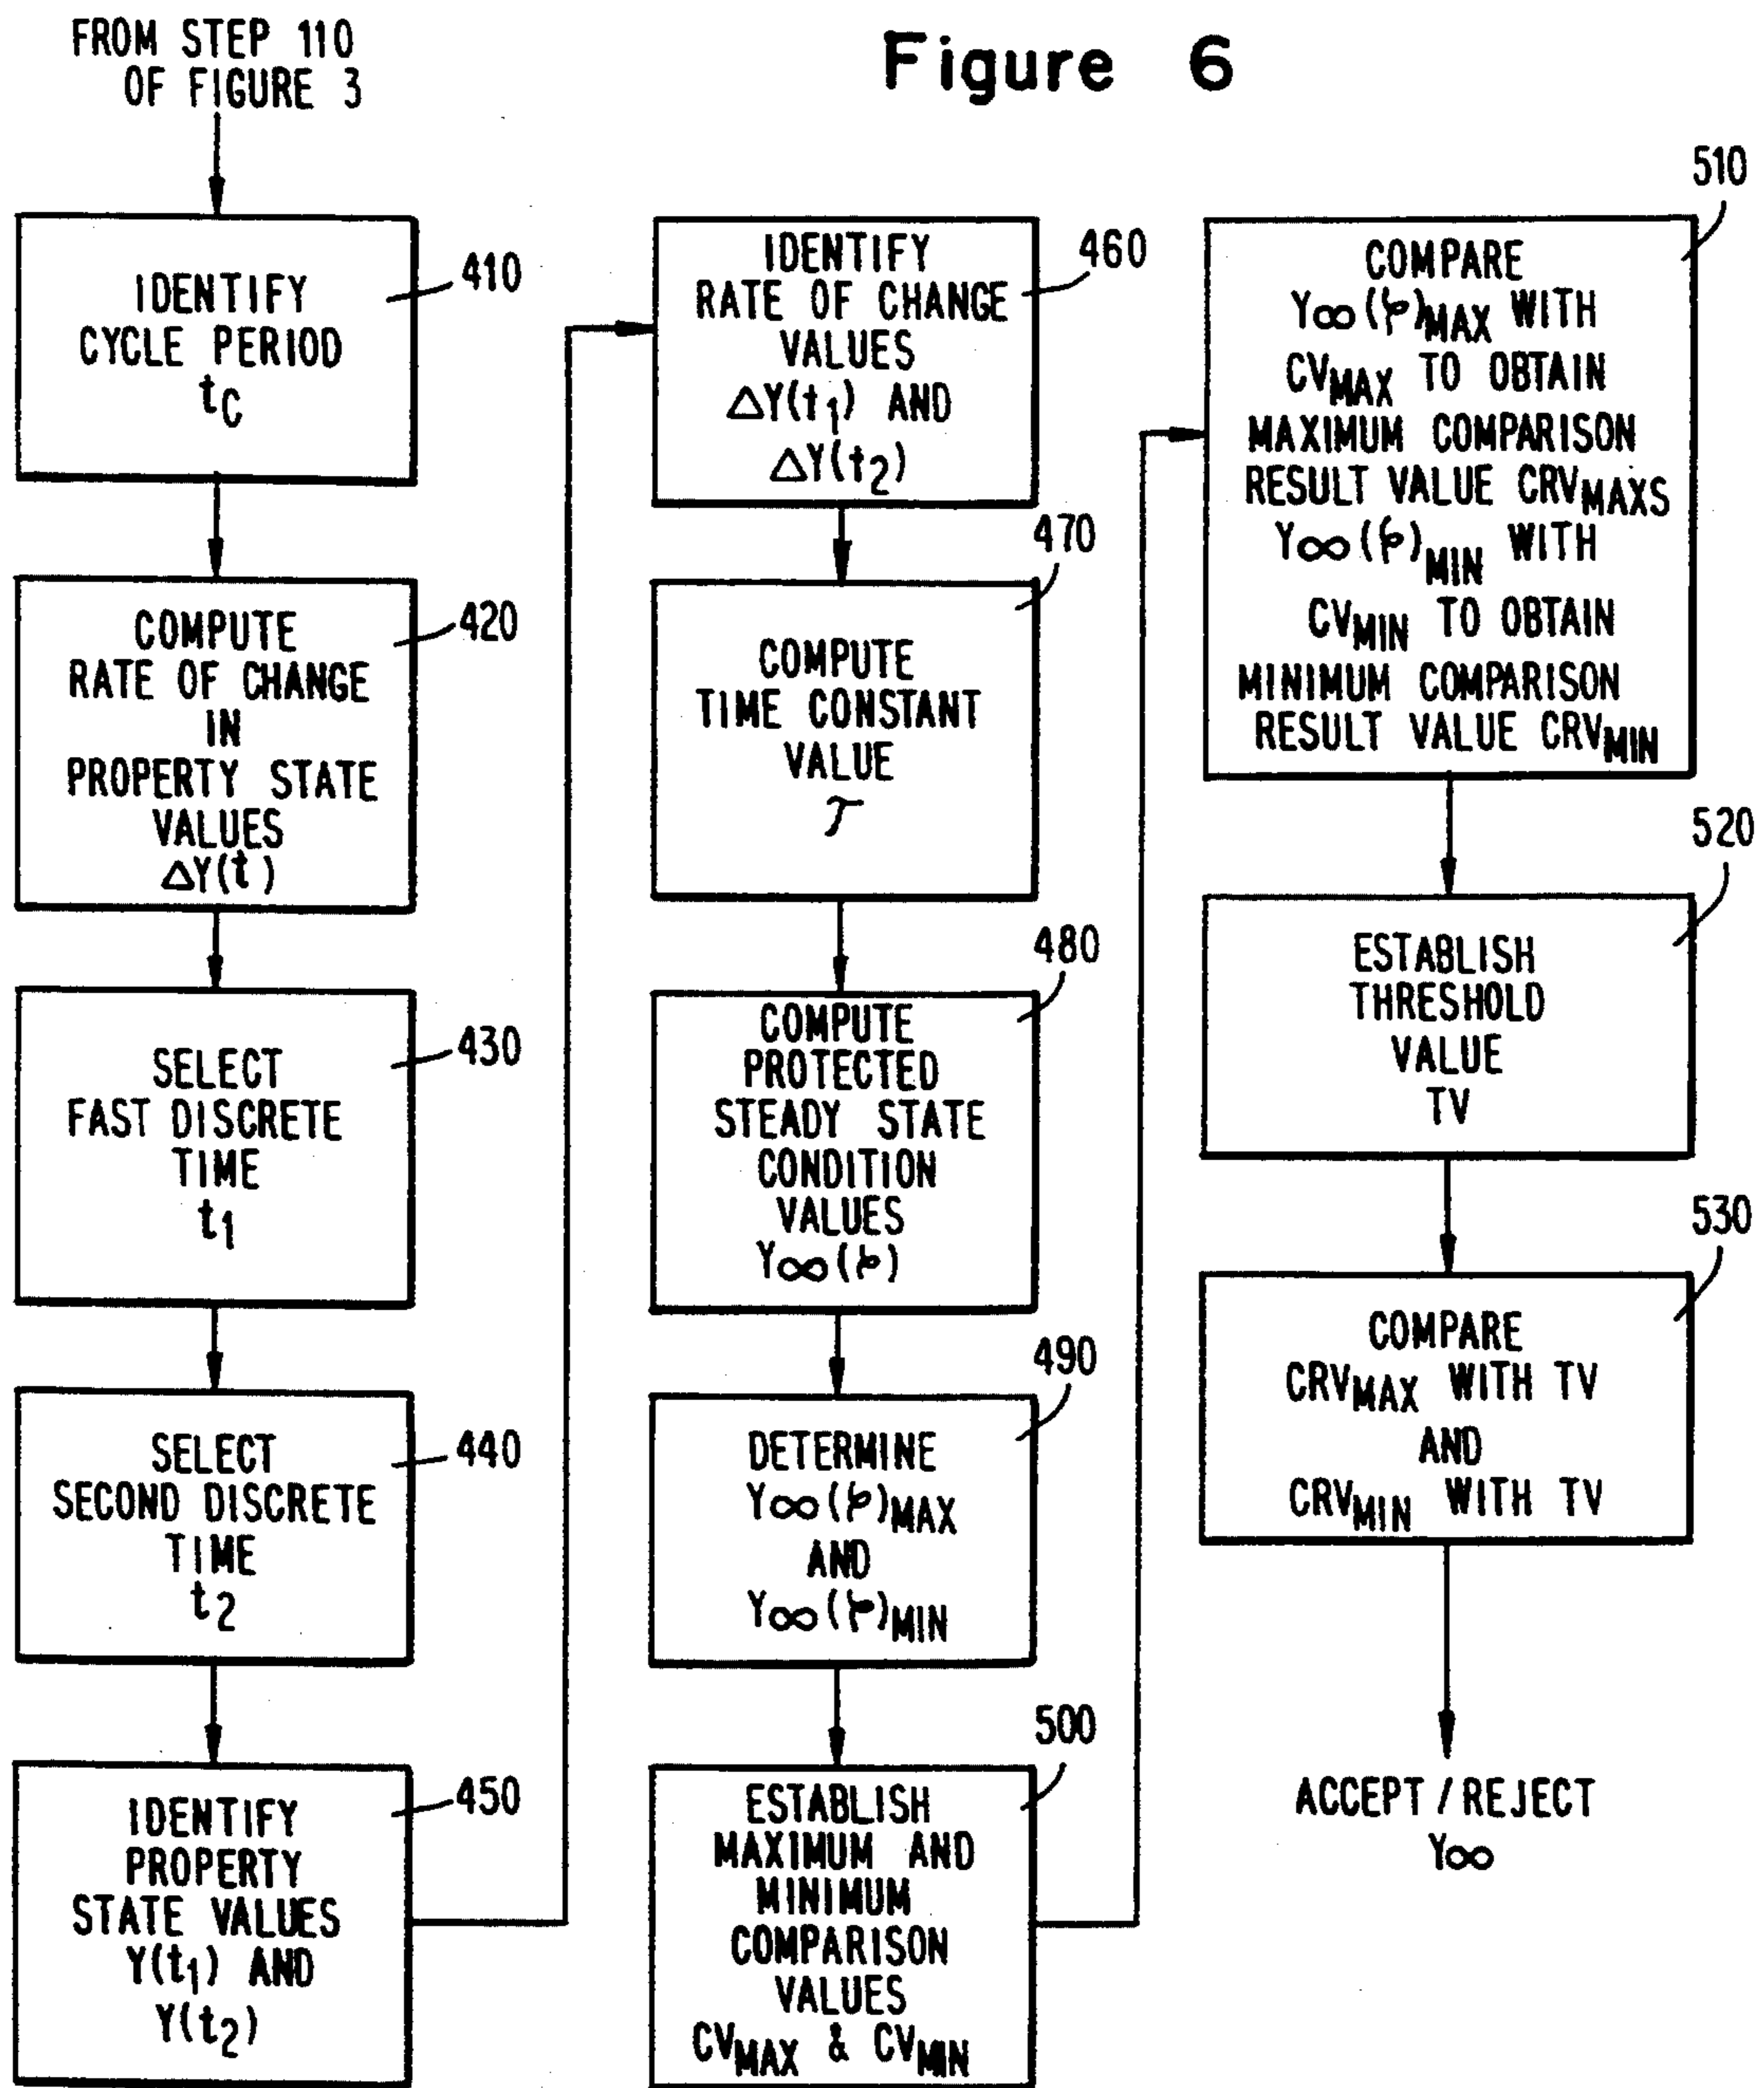 FROM STEP 110
OF FIGURE 3
Figure 6
410
IDENTIFY
CYCLE PERIOD
tC
420
COMPUTE
RATE OF CHANGE
IN
PROPERTY STATE
VALUES
ΔY(t)
430
SELECT
FAST DISCRETE
TIME
t1
440
SELECT
SECOND DISCRETE
TIME
t2
450
IDENTIFY
PROPERTY
STATE VALUES
Y(t1) AND
Y(t2)
460
IDENTIFY
RATE OF CHANGE
VALUES
ΔY(t1) AND
ΔY(t2)
470
COMPUTE
TIME CONSTANT
VALUE
τ
480
COMPUTE
PROTECTED
STEADY STATE
CONDITION
VALUES
Y∞(þ)
490
DETERMINE
Y∞(þ)MAX
AND
Y∞(þ)MIN
500
ESTABLISH
MAXIMUM AND
MINIMUM
COMPARISON
VALUES
CVMAX & CVMIN
510
COMPARE
Y∞(þ)MAX WITH
CVMAX TO OBTAIN
MAXIMUM COMPARISON
RESULT VALUE CRVMAXS
Y∞(þ)MIN WITH
CVMIN TO OBTAIN
MINIMUM COMPARISON
RESULT VALUE CRVMIN
520
ESTABLISH
THRESHOLD
VALUE
TV
530
COMPARE
CRVMAX WITH TV
AND
CRVMIN WITH TV
ACCEPT / REJECT
Y∞